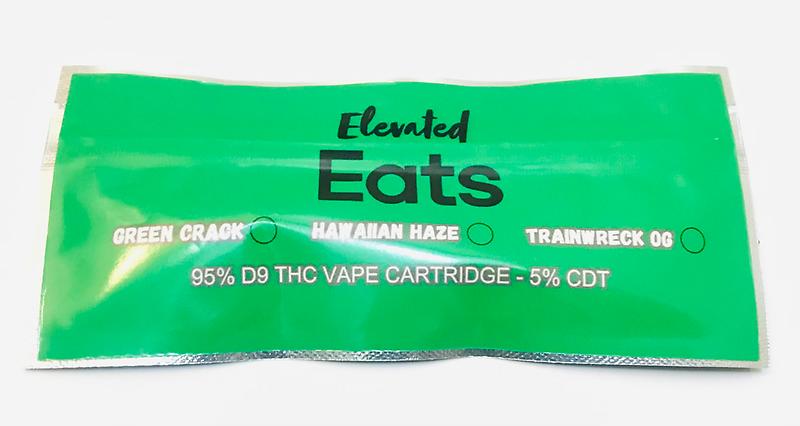 Elevated
Eats
GREEN CRACK HAWAIIAN HAZE TRAINWRECK OG
95% D9 THC VAPE CARTRIDGE - 5% CDT